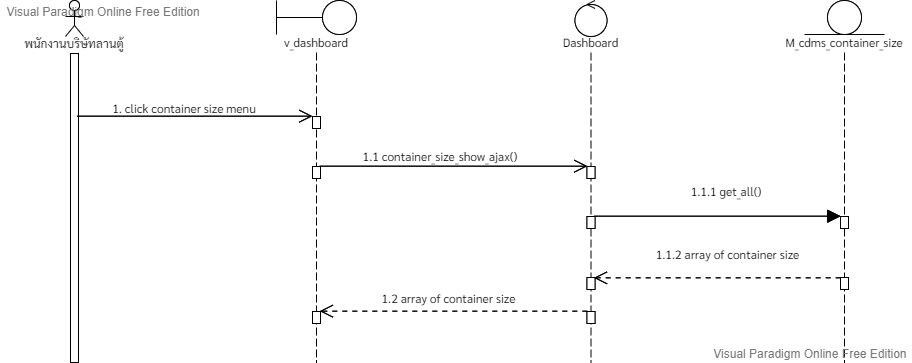 Visual Paradigm Online Free Edition
พนักงานบริษัทลานตู้
v_dashboard
Dashboard
M_cdms_container_size
1. click container size menu
1.1 container_size_show_ajax()
1.1.1 get_all()
1.1.2 array of container size
1.2 array of container size
Visual Paradigm Online Free Edition